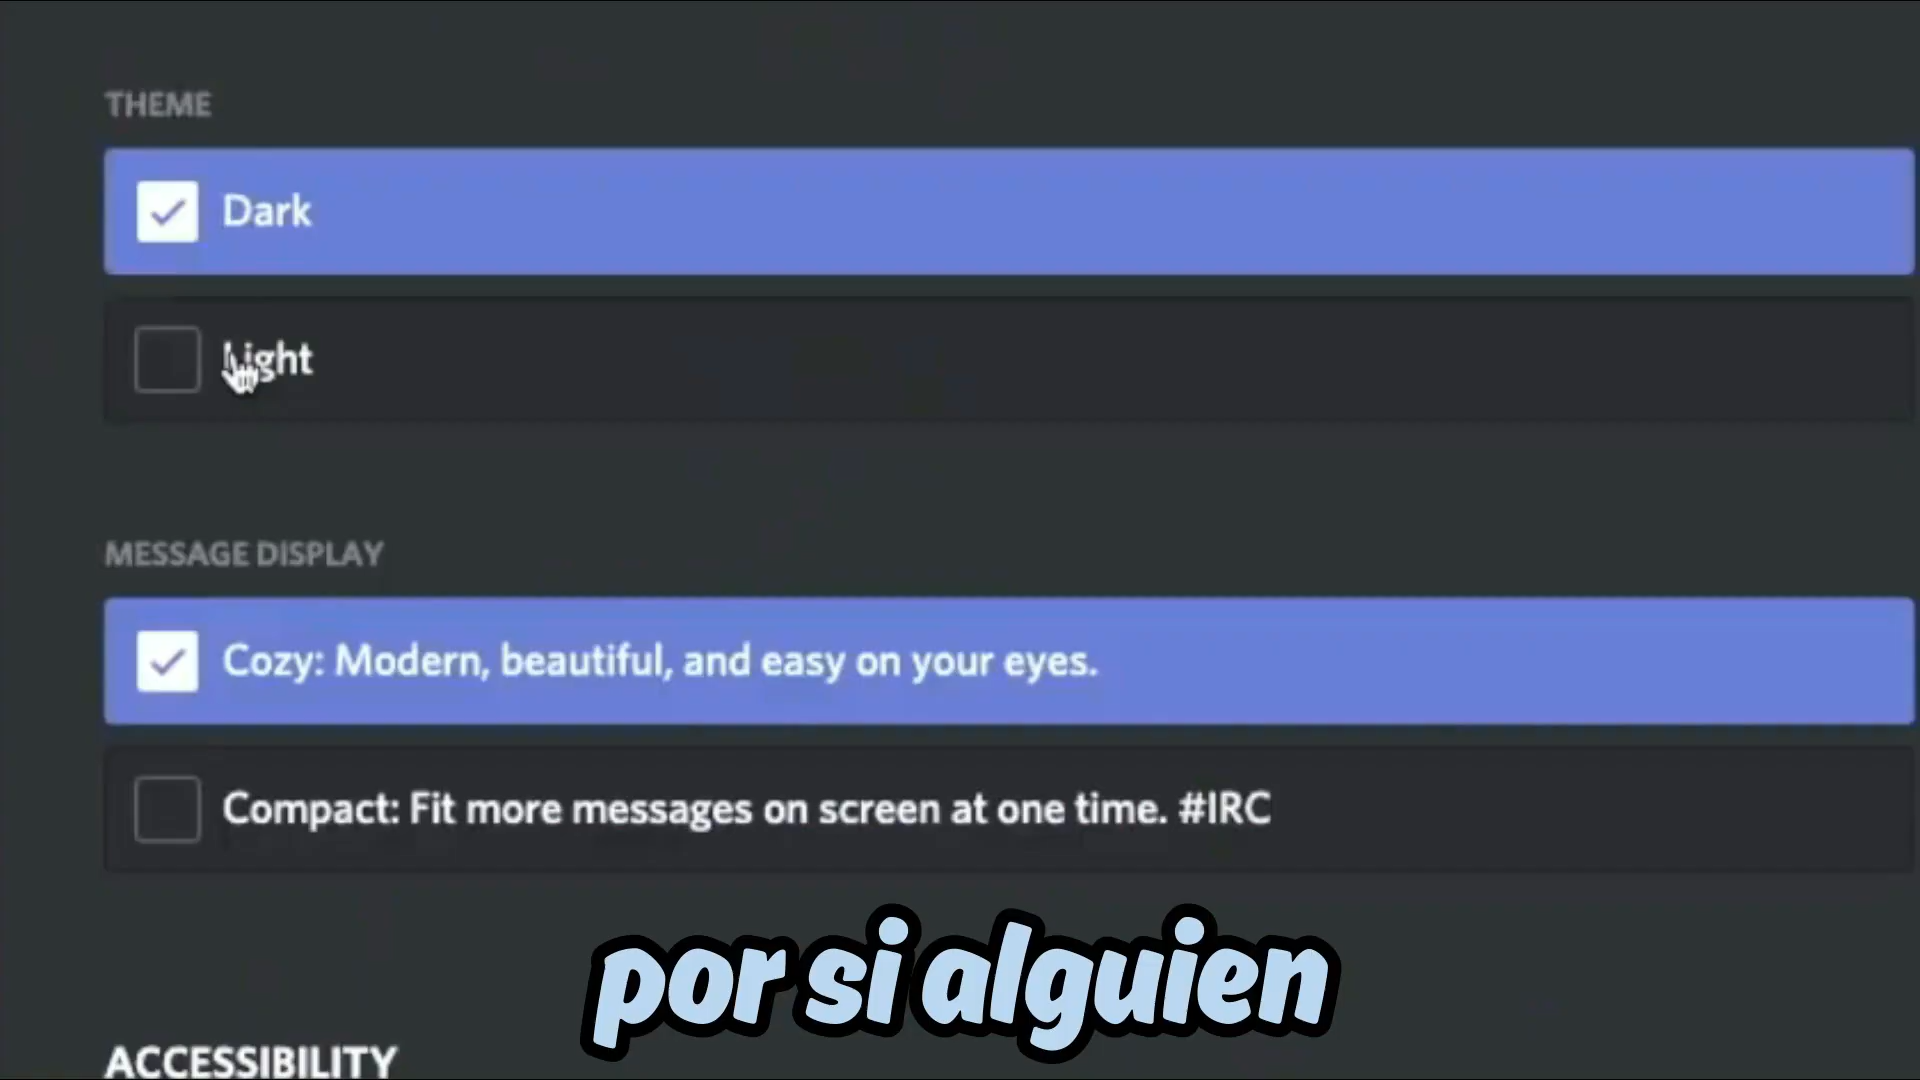 THEME
Dark
Light
MESSAGE DISPLAY
Cozy: Modern, beautiful, and easy on your eyes.
Compact: Fit more messages on screen at one time. #IRC
por si alguien
ACCESSIBILITY